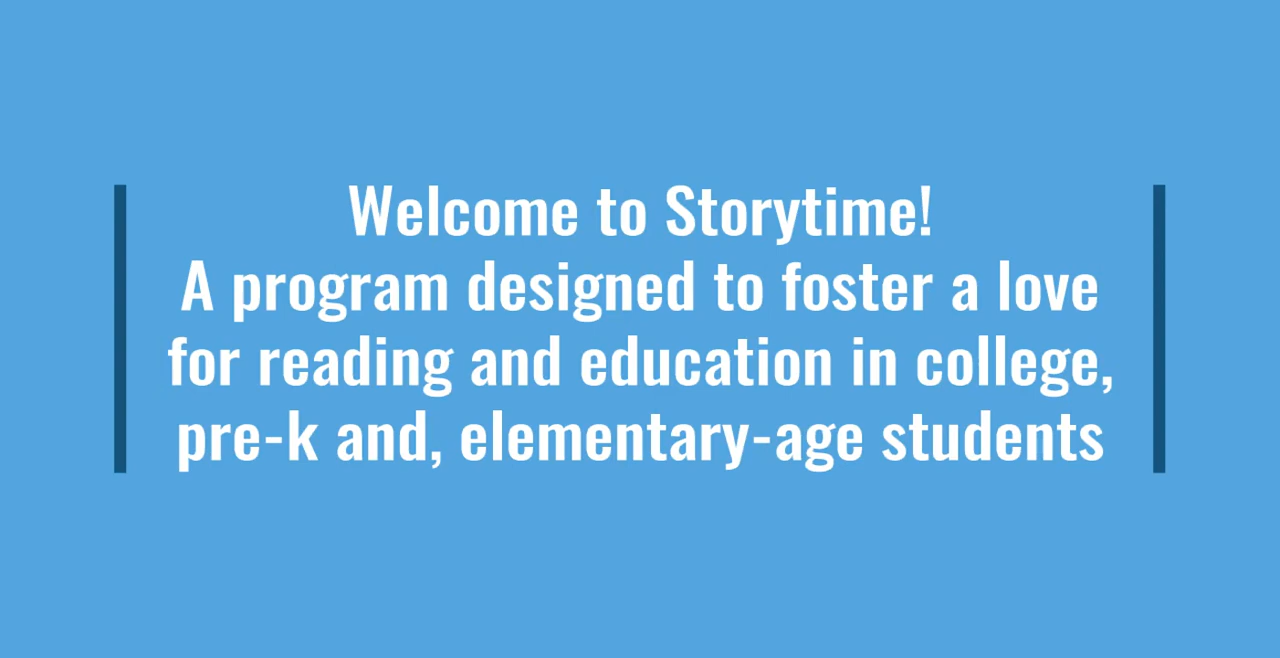 Welcome to Storytime!
A program designed to foster a love
for reading and education in college,
pre-k and, elementary-age students